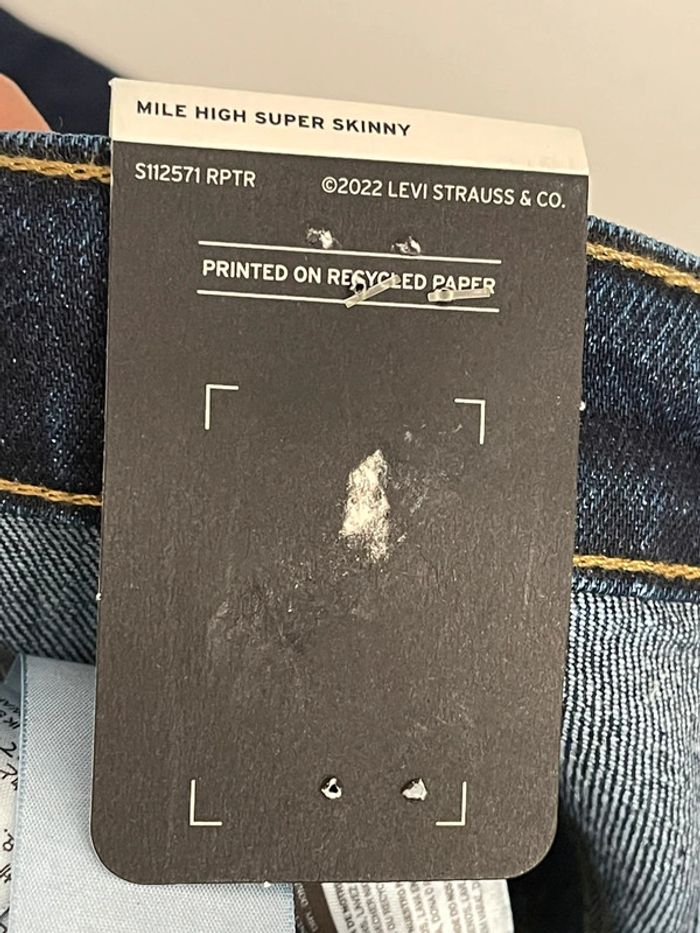 MILE HIGH SUPER SKINNY
S112571 RPTR ©2022 LEVI STRAUSS & CO.
PRINTED ON RECYCLED PAPER